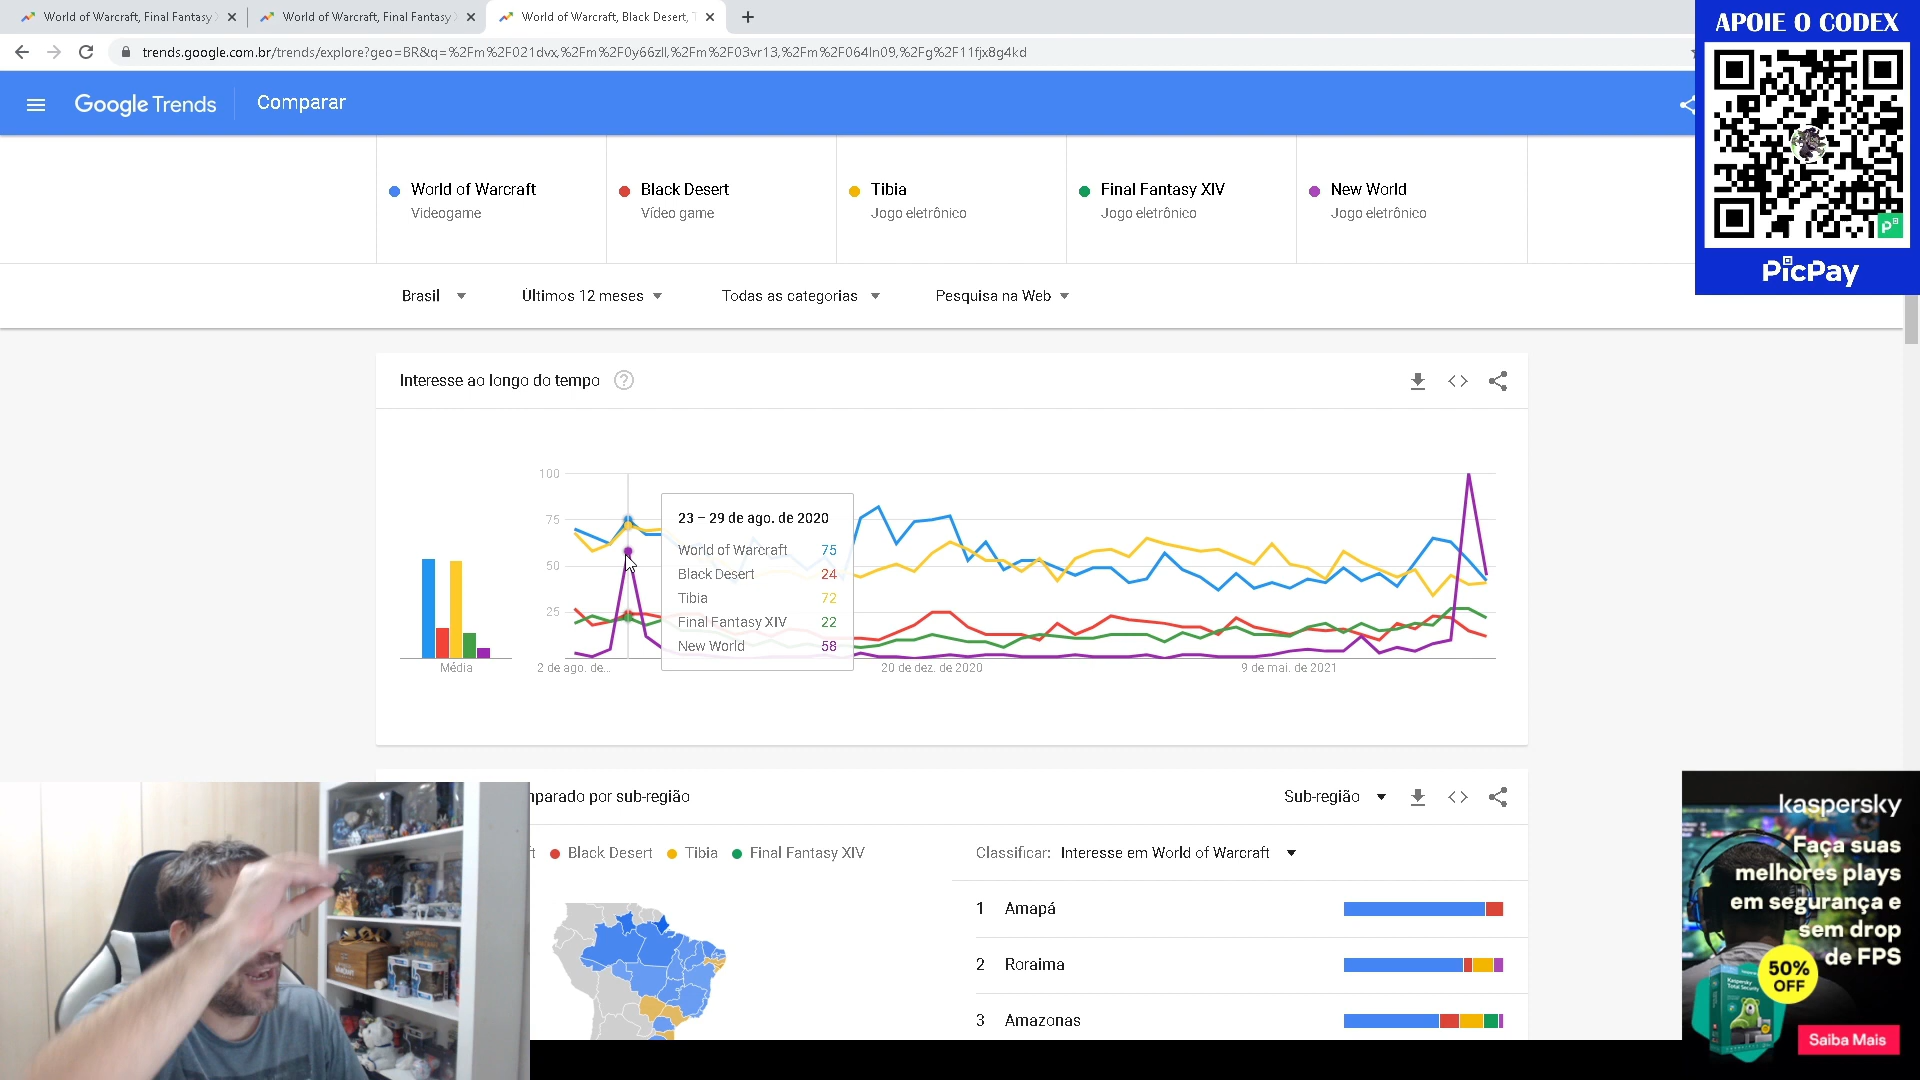 World of Warcraft, Final Fantasy
World of Warcraft, Final Fantasy
World of Warcraft, Black Desert,
trends.google.com.br/trends/explore?geo=BR&q=%2Fm%2F021dvx,%2Fm%2F0y66zll,%2Fm%2F03vr13,%2Fm%2F064ln09,%2Fg%2F11fjx8g4kd
APOIE O CODEX
PicPay
Google Trends
Comparar
World of Warcraft
Videogame
Black Desert
Vídeo game
Tibia
Jogo eletrônico
Final Fantasy XIV
Jogo eletrônico
New World
Jogo eletrônico
Brasil
Últimos 12 meses
Todas as categorias
Pesquisa na Web
Interesse ao longo do tempo
?
100
75
50
25
Média
2 de ago. de...
20 de dez. de 2020
9 de mai. de 2021
23 – 29 de ago. de 2020
World of Warcraft 75
Black Desert 24
Tibia 72
Final Fantasy XIV 22
New World 58
mparado por sub-região
Sub-região
ft
Black Desert
Tibia
Final Fantasy XIV
Classificar: Interesse em World of Warcraft
1 Amapá
2 Roraima
3 Amazonas
kaspersky
Faça suas
melhores plays
em segurança e
sem drop
de FPS
50%
OFF
Saiba Mais